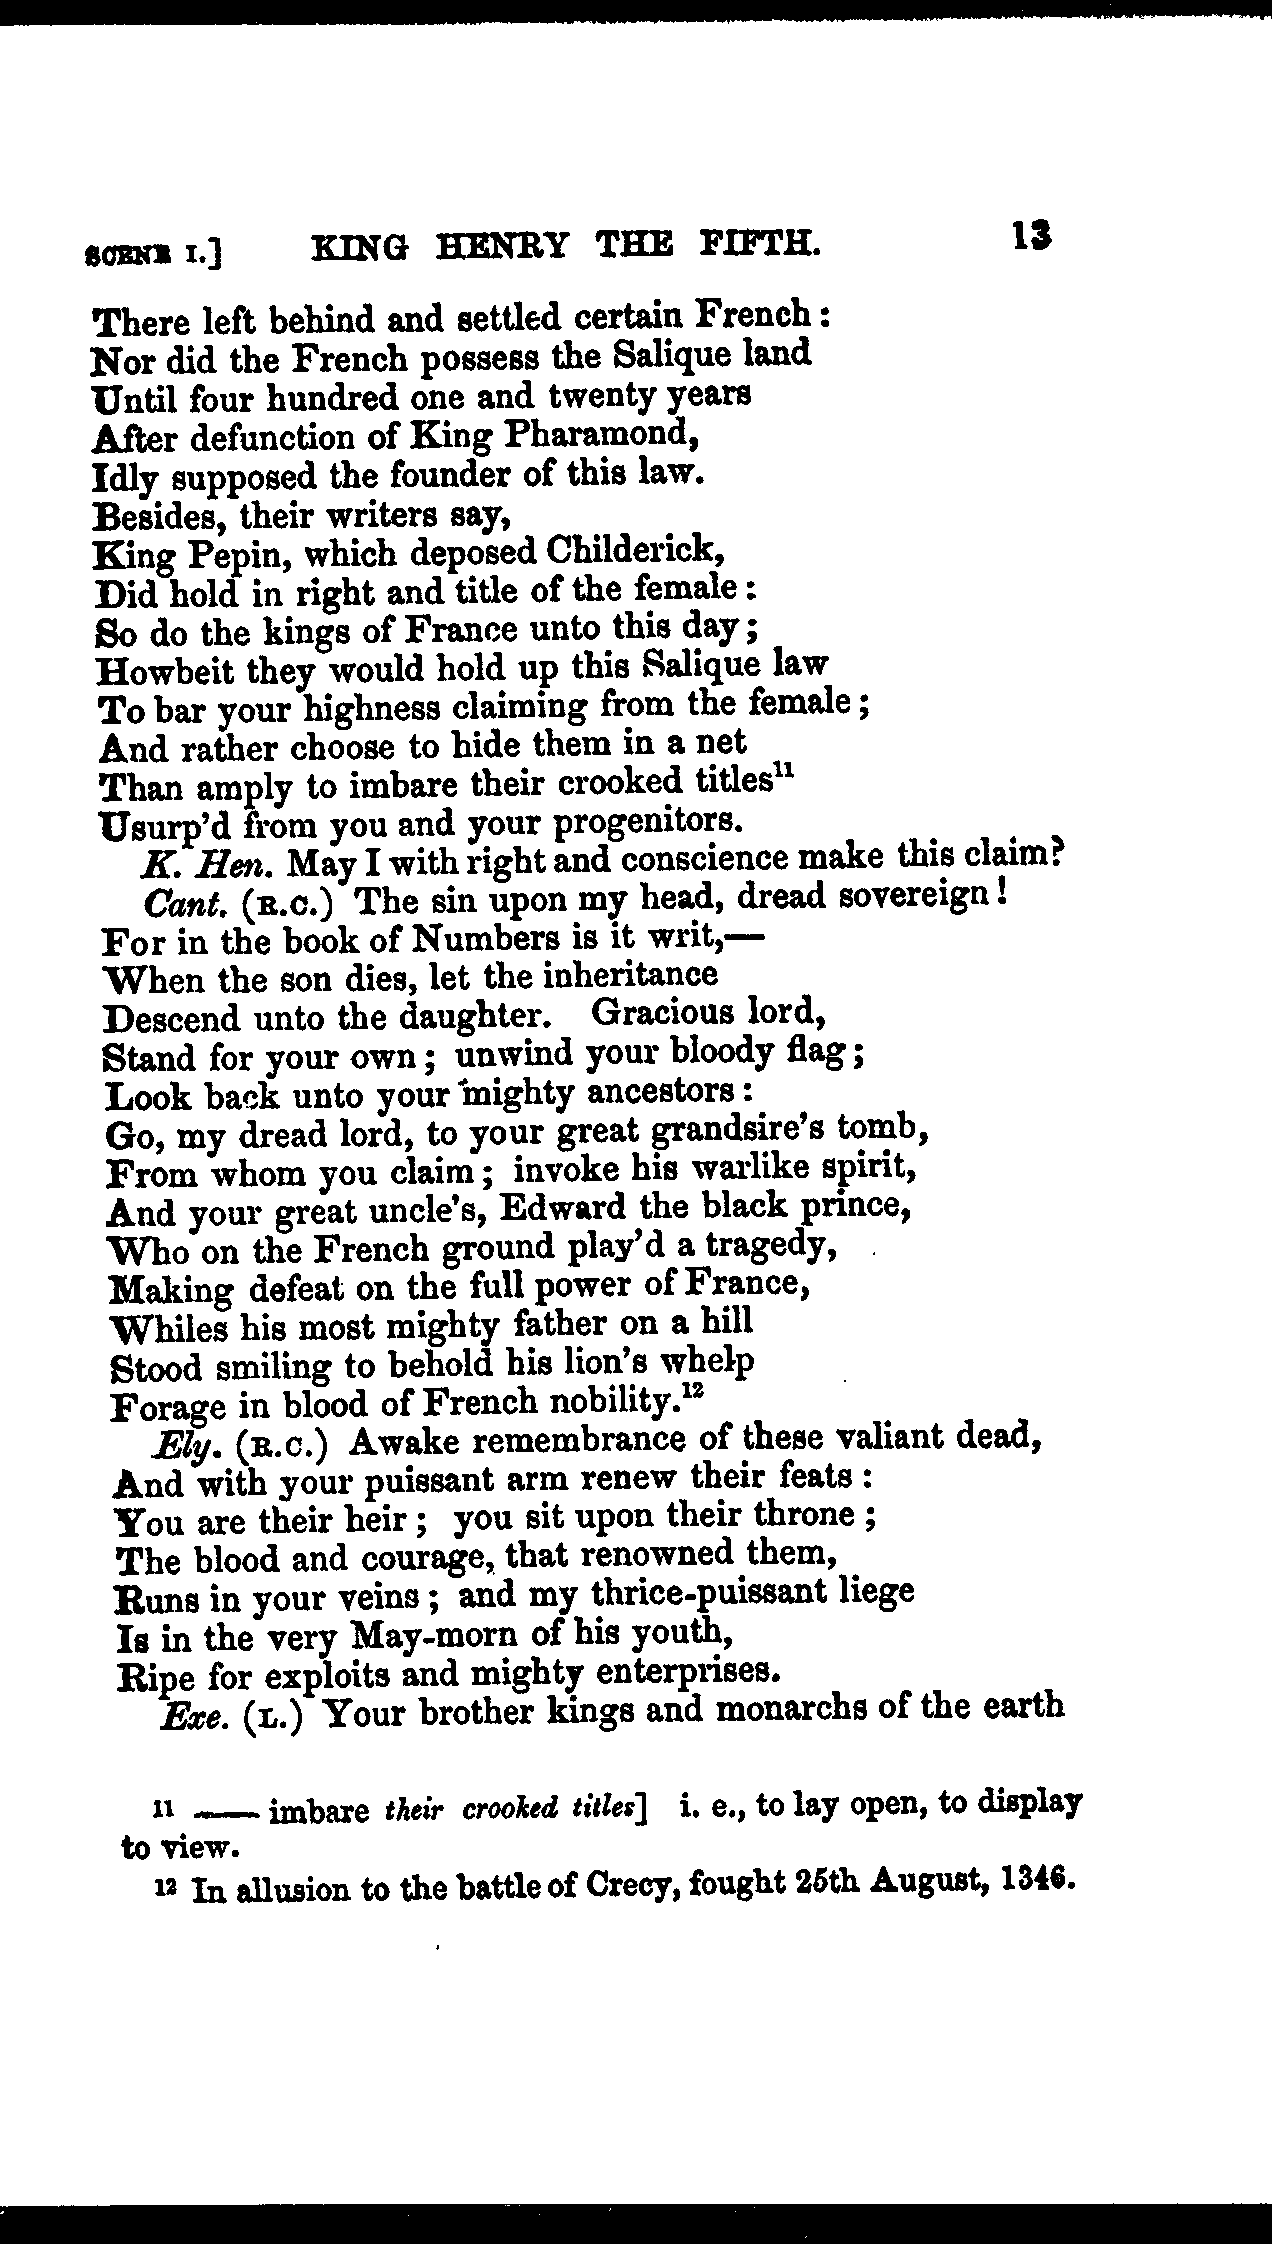 SCENE I.] KING HENRY THE FIFTH. 13
There left behind and settled certain French:
Nor did the French possess the Salique land
Until four hundred one and twenty years
After defunction of King Pharamond,
Idly supposed the founder of this law.
Besides, their writers say,
King Pepin, which deposed Childerick,
Did hold in right and title of the female:
So do the kings of France unto this day;
Howbeit they would hold up this Salique law
To bar your highness claiming from the female;
And rather choose to hide them in a net
Than amply to imbare their crooked titles¹¹
Usurp'd from you and your progenitors.
K. Hen. May I with right and conscience make this claim?
Cant. (R.C.) The sin upon my head, dread sovereign!
For in the book of Numbers is it writ,—
When the son dies, let the inheritance
Descend unto the daughter. Gracious lord,
Stand for your own; unwind your bloody flag;
Look back unto your mighty ancestors:
Go, my dread lord, to your great grandsire's tomb,
From whom you claim; invoke his warlike spirit,
And your great uncle's, Edward the black prince,
Who on the French ground play'd a tragedy,
Making defeat on the full power of France,
Whiles his most mighty father on a hill
Stood smiling to behold his lion's whelp
Forage in blood of French nobility.¹²
Ely. (R.C.) Awake remembrance of these valiant dead,
And with your puissant arm renew their feats:
You are their heir; you sit upon their throne;
The blood and courage, that renowned them,
Runs in your veins; and my thrice-puissant liege
Is in the very May-morn of his youth,
Ripe for exploits and mighty enterprises.
Exe. (L.) Your brother kings and monarchs of the earth
¹¹ —— imbare their crooked titles] i. e., to lay open, to display
to view.
¹² In allusion to the battle of Crecy, fought 25th August, 1346.